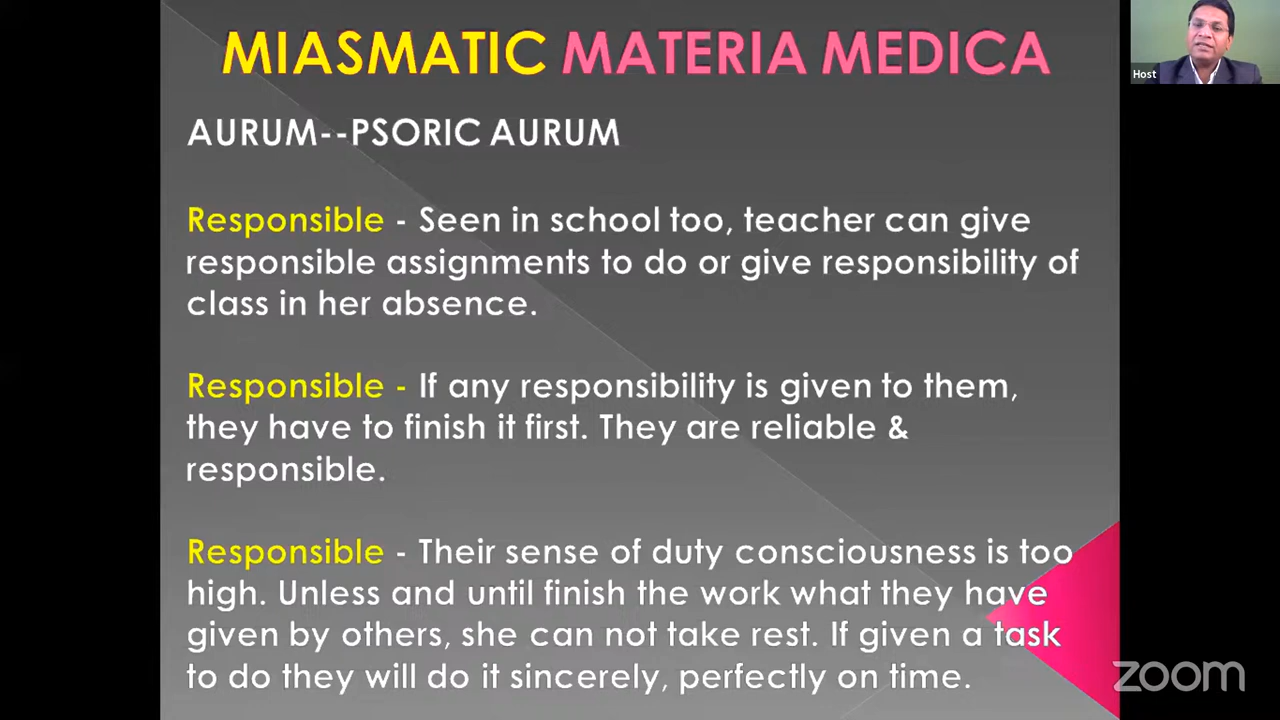 MIASMATIC MATERIA MEDICA
Host
AURUM--PSORIC AURUM
Responsible - Seen in school too, teacher can give
responsible assignments to do or give responsibility of
class in her absence.
Responsible - If any responsibility is given to them,
they have to finish it first. They are reliable &
responsible.
Responsible - Their sense of duty consciousness is too
high. Unless and until finish the work what they have
given by others, she can not take rest. If given a task
to do they will do it sincerely, perfectly on time.
zoom